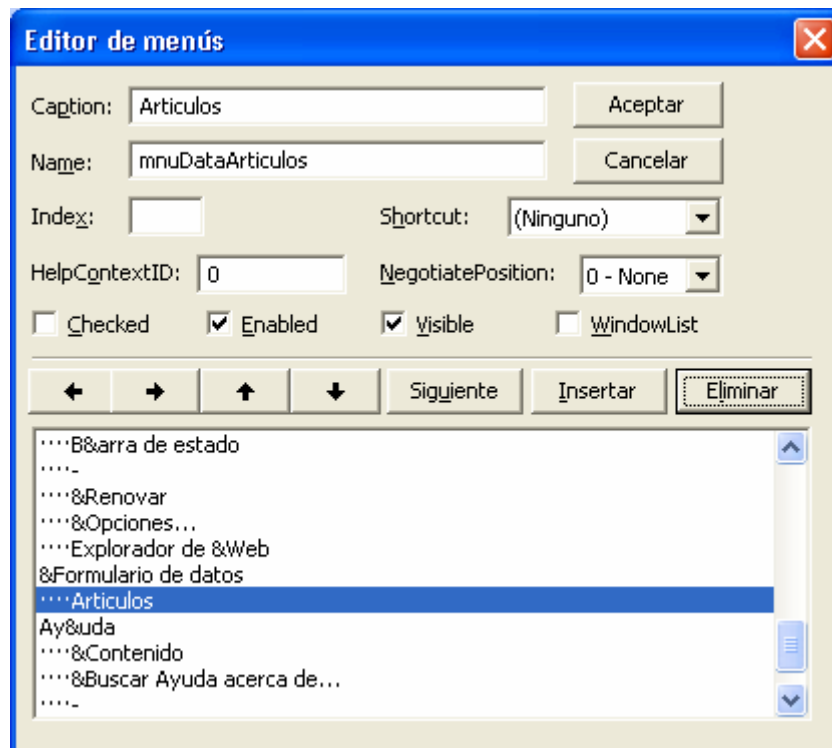 Editor de menús
Caption: Articulos Aceptar
Name: mnuDataArticulos Cancelar
Index: Shortcut: (Ninguno)
HelpContextID: 0 NegotiatePosition: 0 - None
Checked Enabled Visible WindowList
Siguiente Insertar Eliminar
····B&arra de estado
····-
····&Renovar
····&Opciones...
····Explorador de &Web
&Formulario de datos
····Articulos
Ay&uda
····&Contenido
····&Buscar Ayuda acerca de...
····-